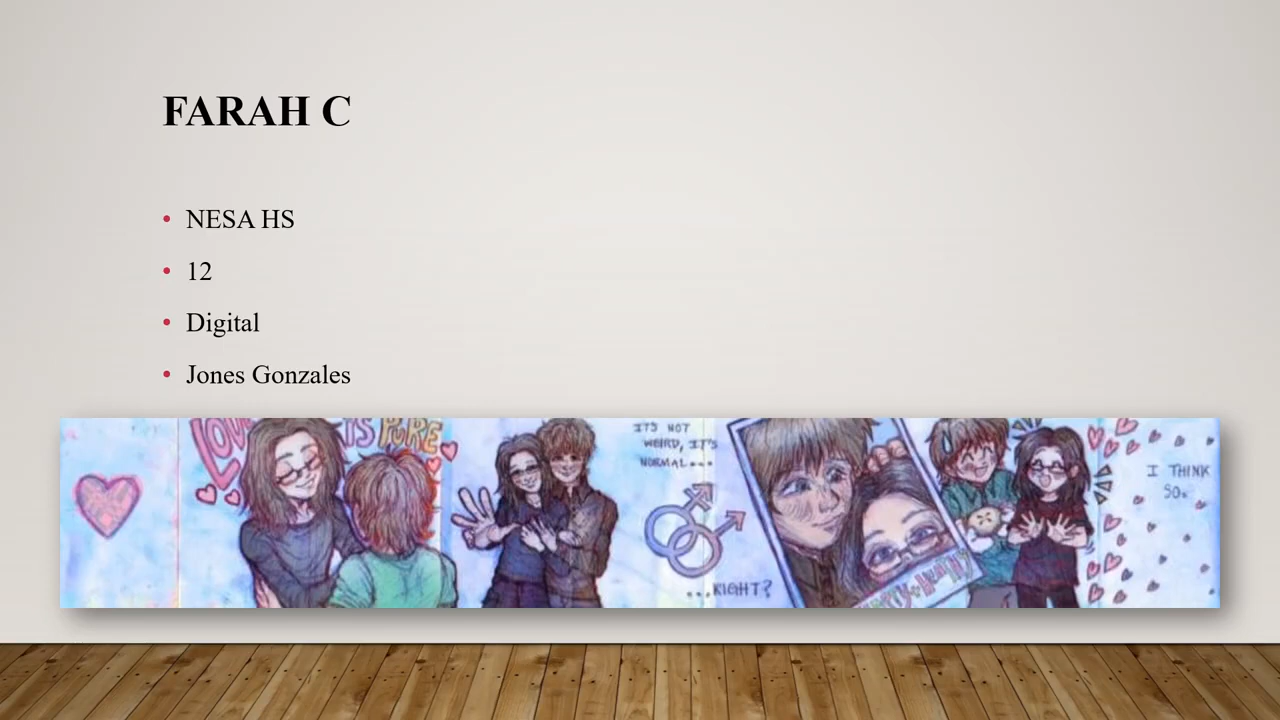 FARAH C
NESA HS
12
Digital
Jones Gonzales
LOVE IS PURE
IT'S NOT
WEIRD, IT'S
NORMAL...
...RIGHT?
I THINK
SO.